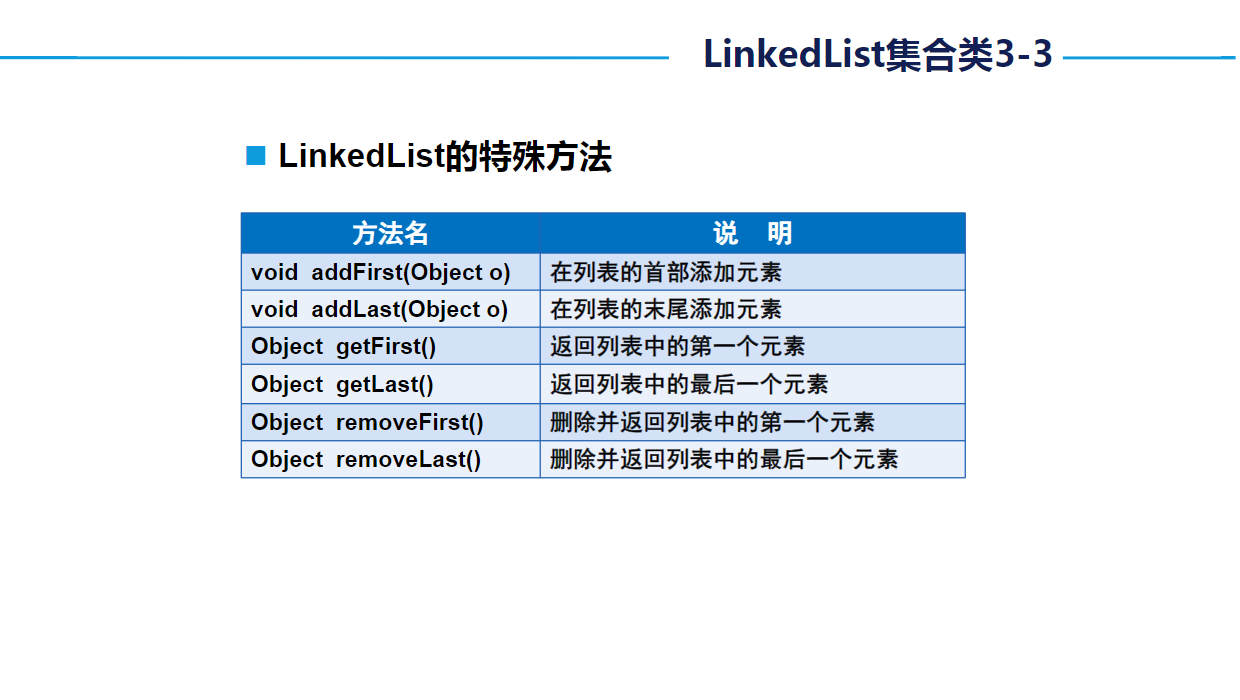 LinkedList集合类3-3
LinkedList的特殊方法
方法名 说 明
void addFirst(Object o) 在列表的首部添加元素
void addLast(Object o) 在列表的末尾添加元素
Object getFirst() 返回列表中的第一个元素
Object getLast() 返回列表中的最后一个元素
Object removeFirst() 删除并返回列表中的第一个元素
Object removeLast() 删除并返回列表中的最后一个元素